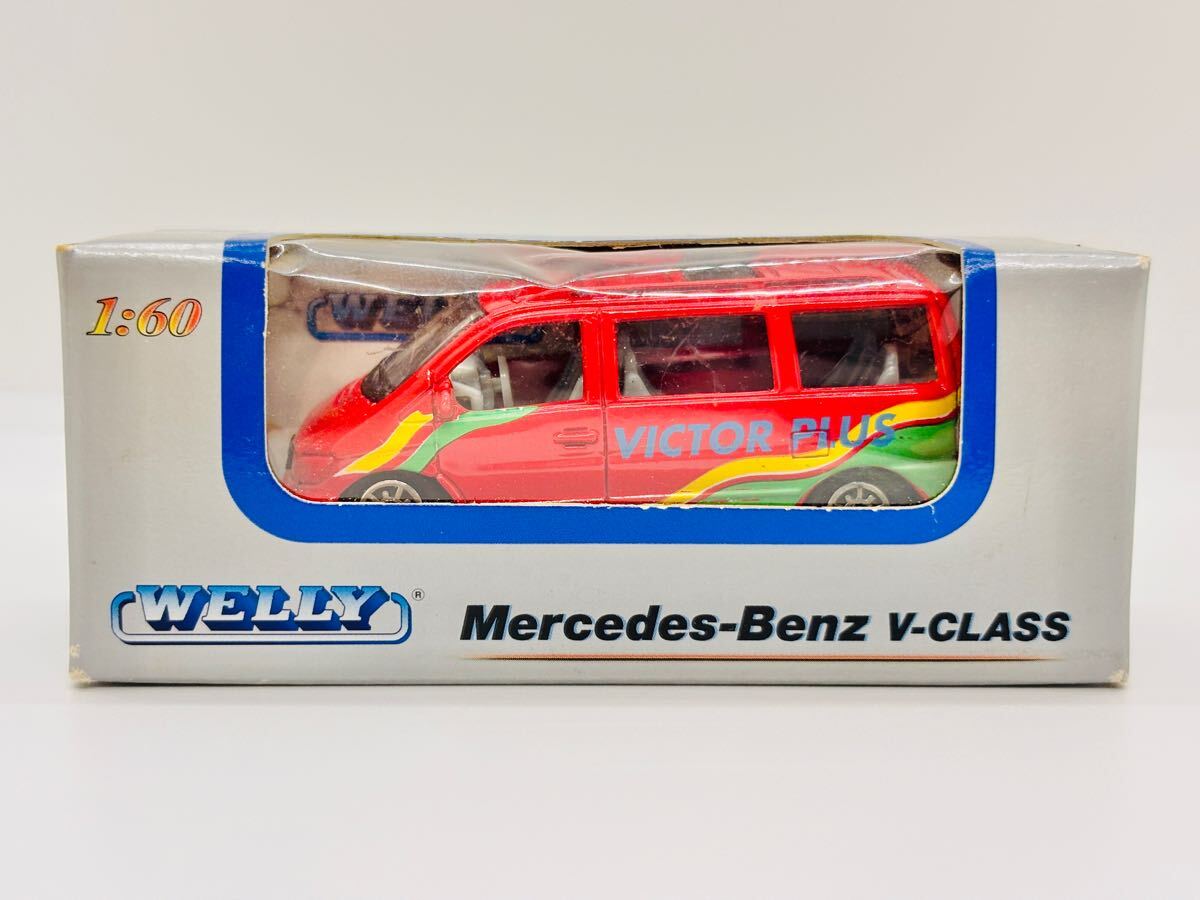 1:60
VICTOR PLUS
WELLY®
Mercedes-Benz V-CLASS